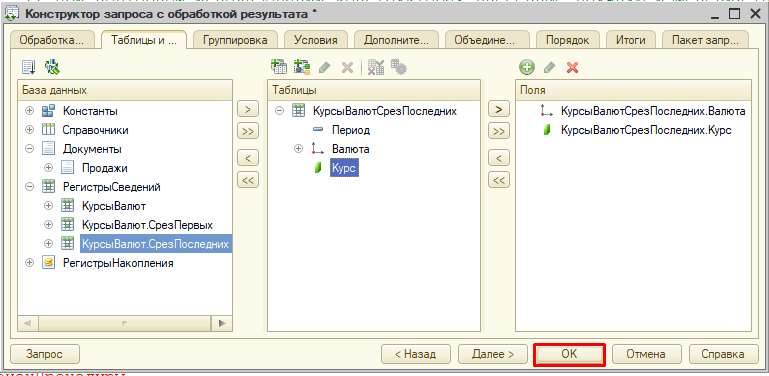 Конструктор запроса с обработкой результата *
Обработка... Таблицы и ... Группировка Условия Дополните... Объедине... Порядок Итоги Пакет запр...
База данных
Константы
Справочники
Документы
Продажи
РегистрыСведений
КурсыВалют
КурсыВалют.СрезПервых
КурсыВалют.СрезПоследних
РегистрыНакопления
>
>>
<
<<
Таблицы
КурсыВалютСрезПоследних
Период
Валюта
Курс
>
>>
<
<<
Поля
КурсыВалютСрезПоследних.Валюта
КурсыВалютСрезПоследних.Курс
Запрос < Назад Далее > ОК Отмена Справка